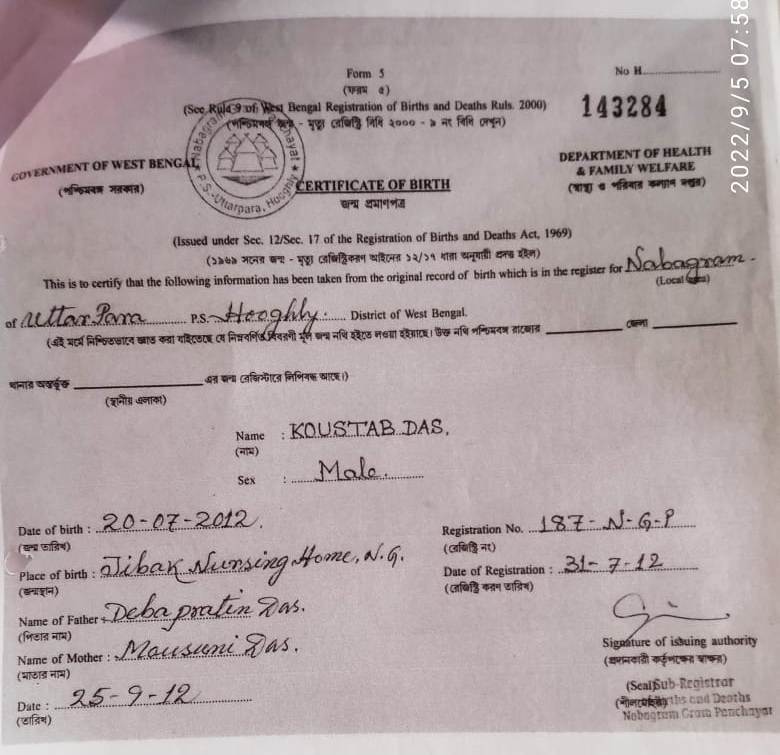 2022/9/5 07:58
Form 5
(ফরম ৫)
No H
143284
(See Rule 9 of West Bengal Registration of Births and Deaths Ruls. 2000)
(পশ্চিমবঙ্গ জন্ম - মৃত্যু রেজিস্ট্রি বিধি ২০০০ - ৯ নং বিধি দেখুন)
GOVERNMENT OF WEST BENGAL
(পশ্চিমবঙ্গ সরকার)
Nabagram Panchayat
P.S.-Uttarpara, Hooghly
DEPARTMENT OF HEALTH
& FAMILY WELFARE
(স্বাস্থ্য ও পরিবার কল্যাণ দপ্তর)
CERTIFICATE OF BIRTH
জন্ম প্রমাণপত্র
(Issued under Sec. 12/Sec. 17 of the Registration of Births and Deaths Act, 1969)
(১৯৬৯ সনের জন্ম - মৃত্যু রেজিস্ট্রিকরণ আইনের ১২/১৭ ধারা অনুযায়ী প্রদত্ত হইল)
This is to certify that the following information has been taken from the original record of birth which is in the register for Nabagram.
(Local )
of Uttar Para P.S. Hooghly. District of West Bengal.
(এই মর্মে নিশ্চিতভাবে জ্ঞাত করা যাইতেছে যে নিম্নবর্ণিত বিবরণী মূল জন্ম নথি হইতে লওয়া হইয়াছে। উক্ত নথি পশ্চিমবঙ্গ রাজ্যের জেলা
থানার অন্তর্ভুক্ত এর জন্ম রেজিস্টারে লিপিবদ্ধ আছে।)
(স্থানীয় এলাকা)
Name : KOUSTAB DAS.
(নাম)
Sex : Male.
Date of birth : 20-07-2012.
(জন্ম তারিখ)
Registration No. 187-N-G-P
(রেজিস্ট্রি নং)
Place of birth : Jibak Nursing Home, N.G.
(জন্মস্থান)
Date of Registration : 31-7-12
(রেজিস্ট্রি করণ তারিখ)
Name of Father : Debapratin Das.
(পিতার নাম)
Name of Mother : Mousumi Das.
(মাতার নাম)
Signature of issuing authority
(প্রদানকারী কর্তৃপক্ষের স্বাক্ষর)
Date : 25-9-12
(তারিখ)
(Seal) Sub-Registrar
Births and Deaths
Nabagram Gram Panchayat